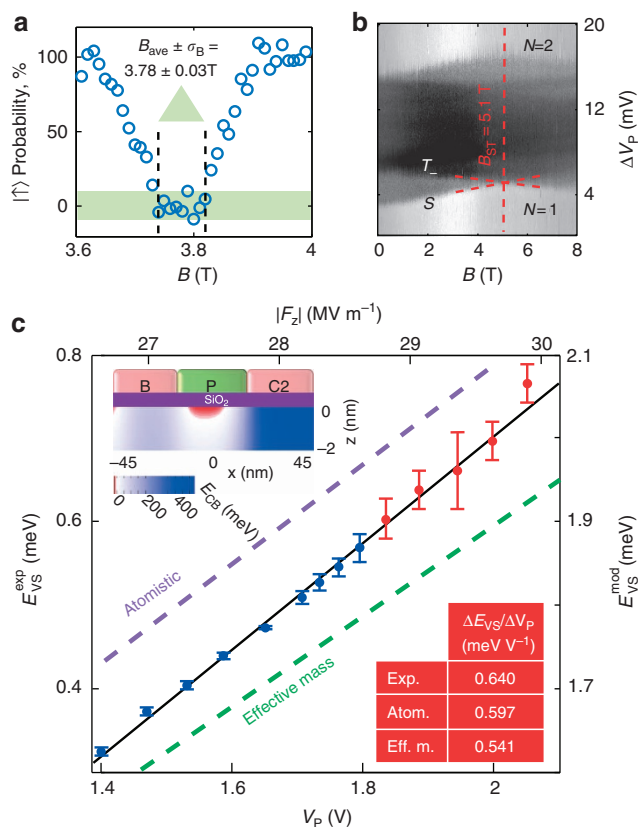 a
|↑⟩ Probability, %
100
50
0
B_ave ± σ_B =
3.78 ± 0.03T
3.6
3.8
4
B (T)
b
N=2
B_ST = 5.1 T
T_
S
N=1
20
12
4
ΔV_P (mV)
0
2
4
6
8
B (T)
c
|F_z| (MV m⁻¹)
27
28
29
30
0.8
0.6
0.4
E_VS^exp (meV)
2.1
1.9
1.7
E_VS^mod (meV)
B
P
C2
SiO₂
0
−2
z (nm)
−45
0
45
x (nm)
0
200
400
E_CB (meV)
Atomistic
Effective mass
ΔE_VS/ΔV_P
(meV V⁻¹)
Exp. 0.640
Atom. 0.597
Eff. m. 0.541
1.4
1.6
1.8
2
V_P (V)